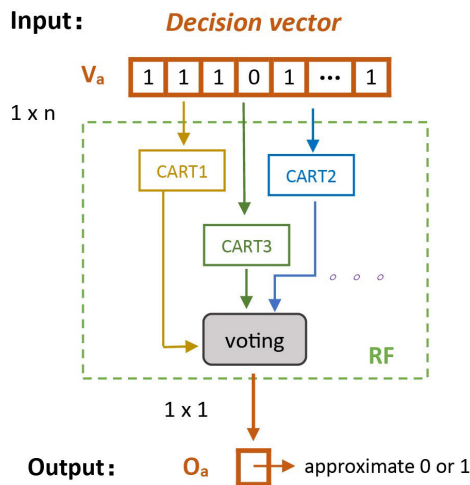 Input: Decision vector
Va 1 1 1 0 1 ... 1
1 x n
CART1
CART2
CART3
voting
RF
1 x 1
Output: Oa approximate 0 or 1